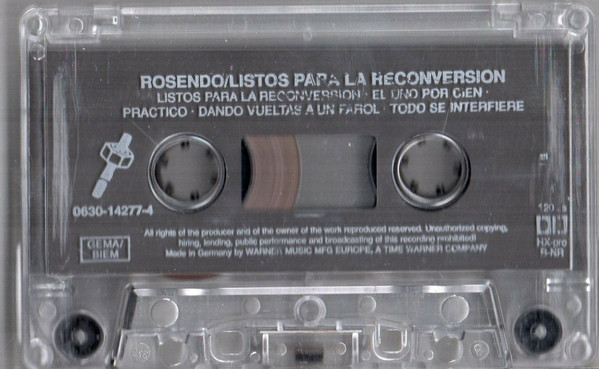 ROSENDO/LISTOS PARA LA RECONVERSION
LISTOS PARA LA RECONVERSION · EL UNO POR CIEN ·
PRACTICO · DANDO VUELTAS A UN FAROL · TODO SE INTERFIERE
0630-14277-4
All rights of the producer and of the owner of the work reproduced reserved. Unauthorized copying,
hiring, lending, public performance and broadcasting of this recording prohibited!
Made in Germany by WARNER MUSIC MFG EUROPE, A TIME WARNER COMPANY
GEMA/
BIEM
120
HX-pro
B-NR